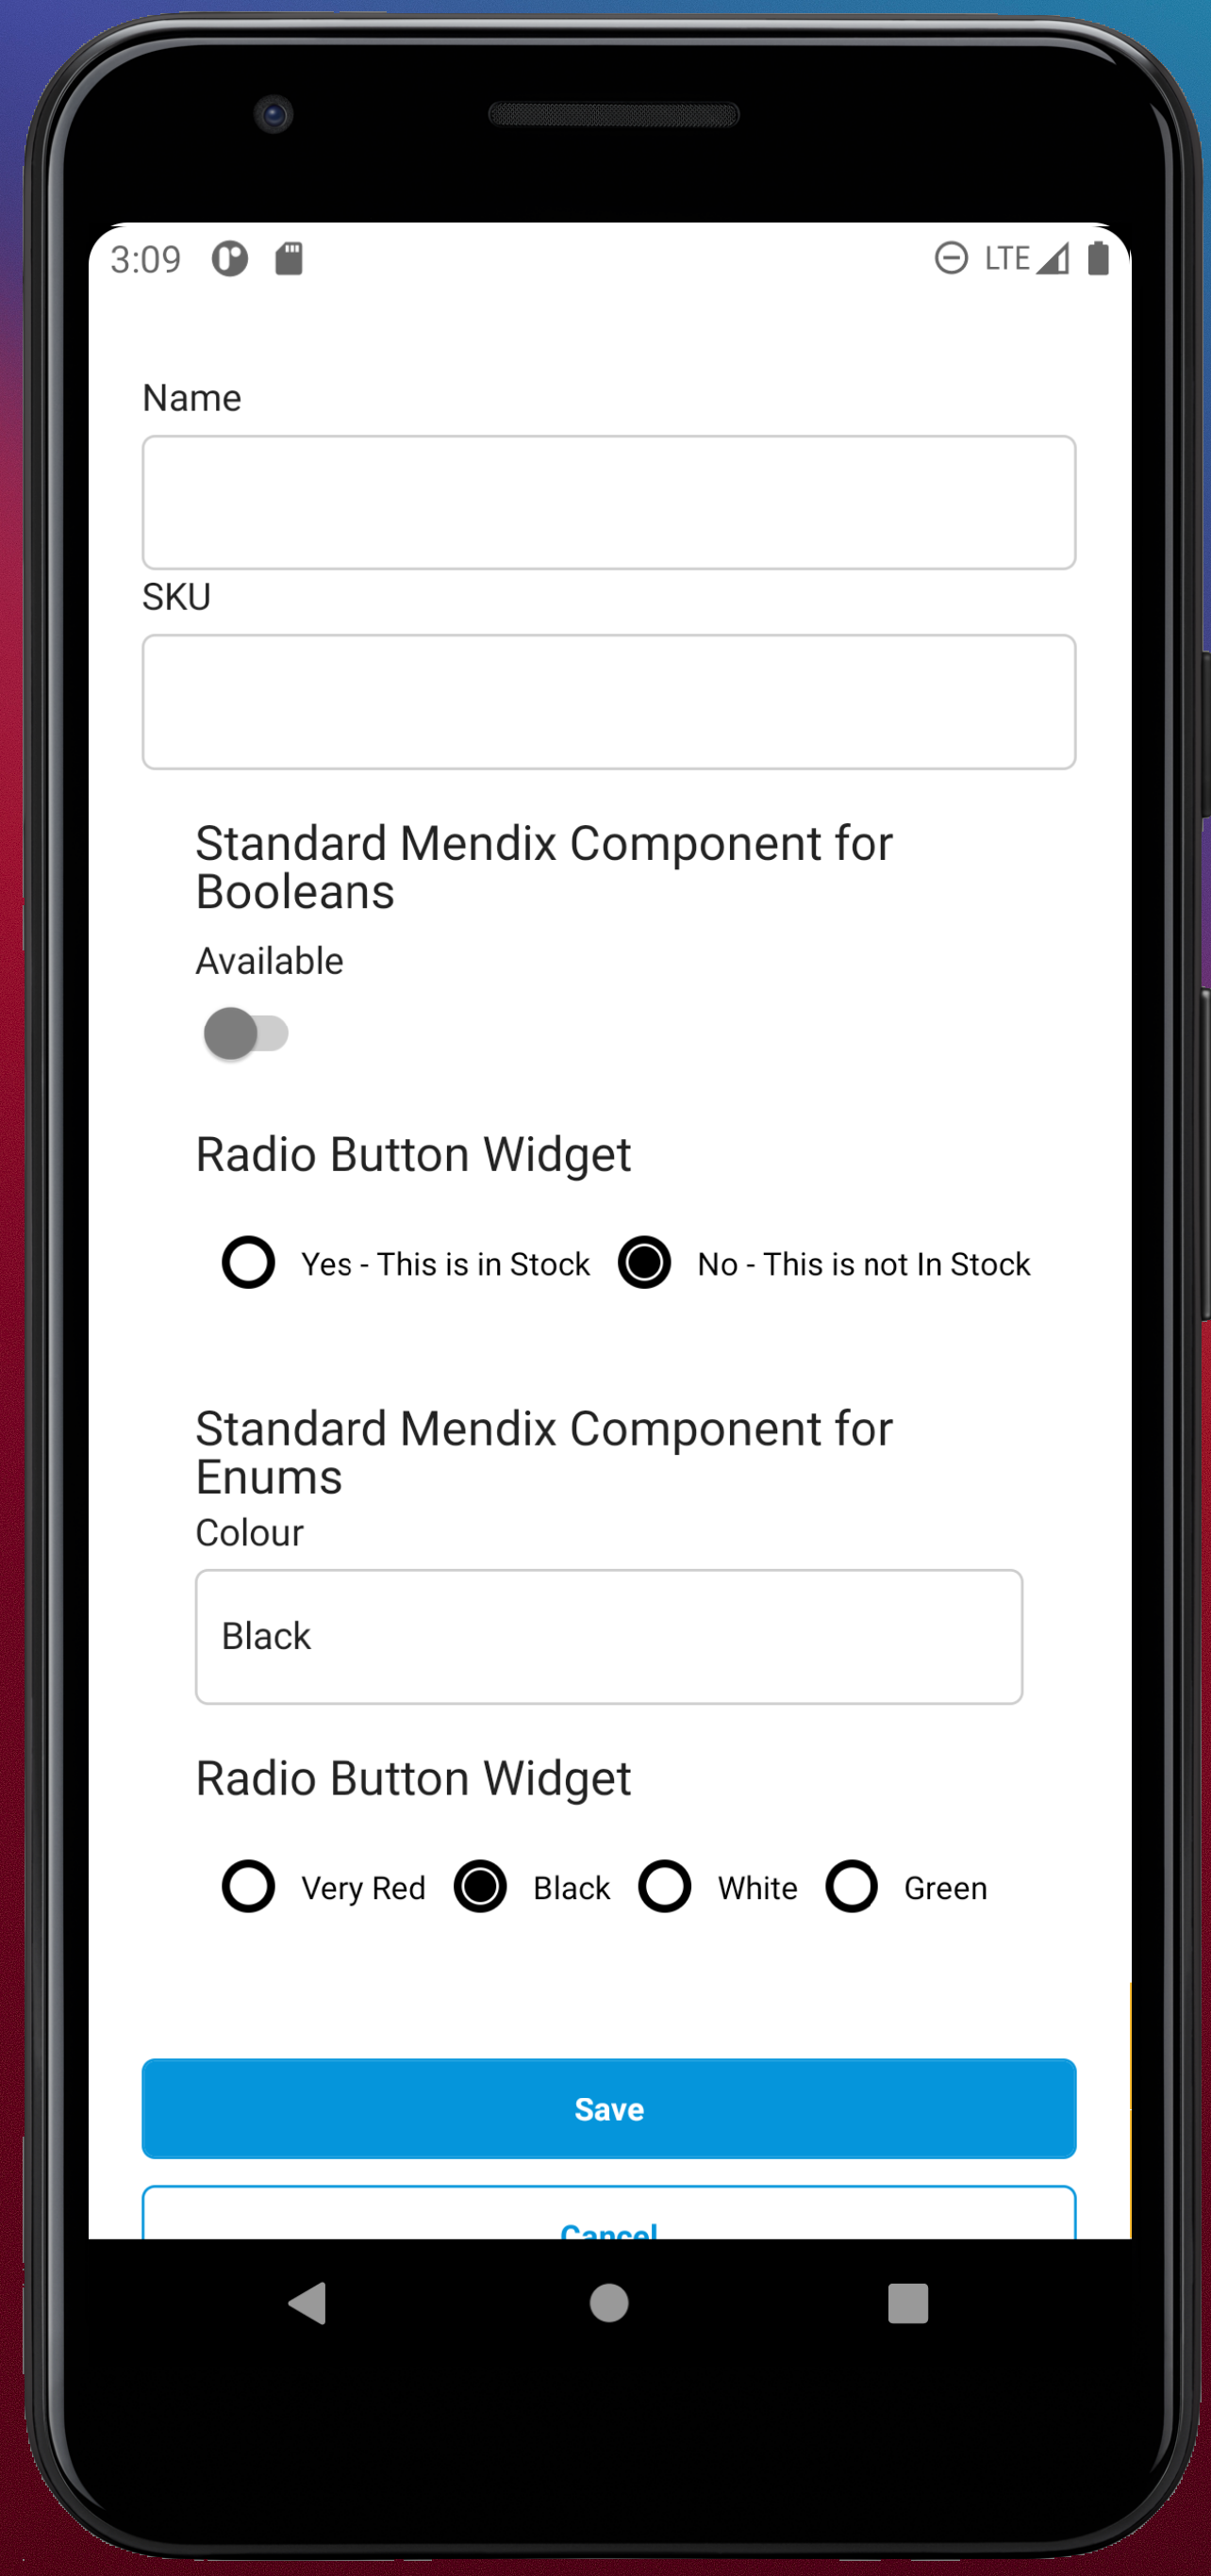 3:09 LTE
Name
SKU
Standard Mendix Component for
Booleans
Available
Radio Button Widget
Yes - This is in Stock No - This is not In Stock
Standard Mendix Component for
Enums
Colour
Black
Radio Button Widget
Very Red Black White Green
Save
Cancel